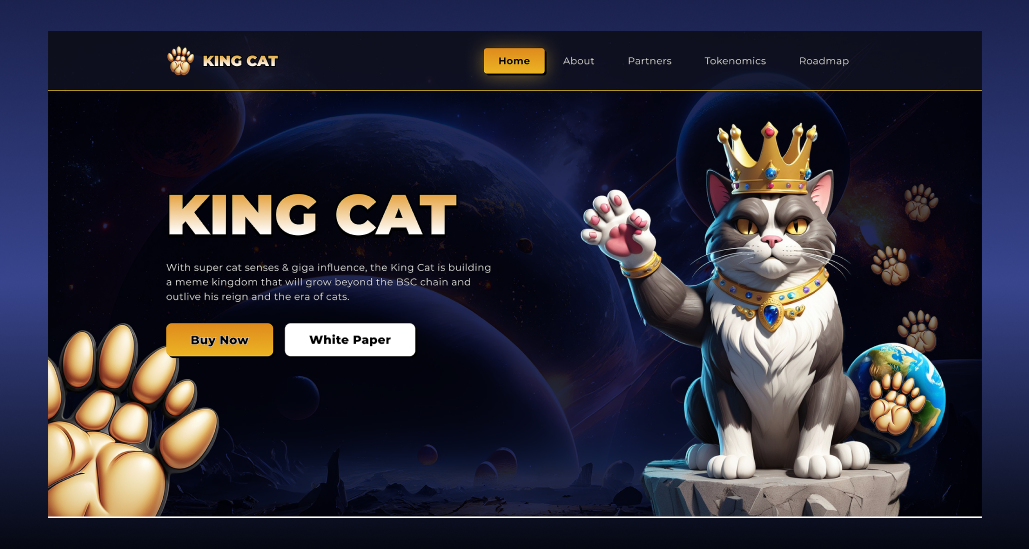 KING CAT
Home
About
Partners
Tokenomics
Roadmap
KING CAT
With super cat senses & giga influence, the King Cat is building
a meme kingdom that will grow beyond the BSC chain and
outlive his reign and the era of cats.
Buy Now
White Paper